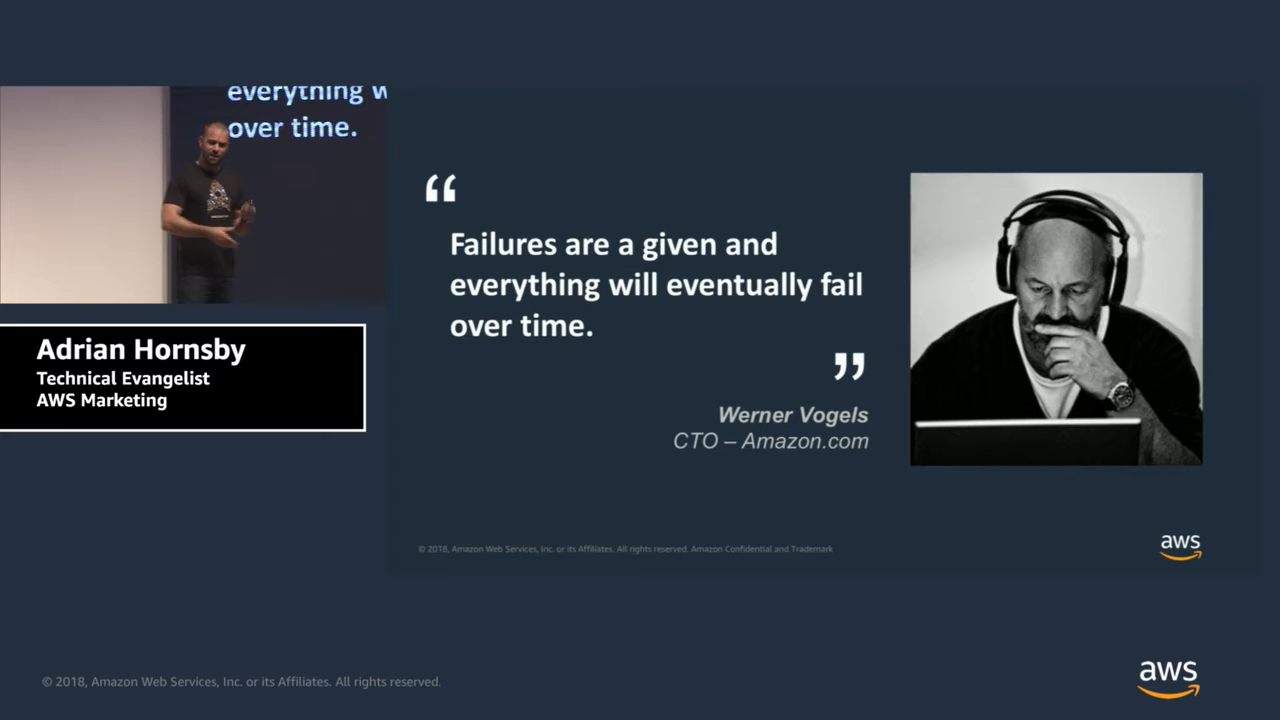 everything w
over time.
Adrian Hornsby
Technical Evangelist
AWS Marketing
“
Failures are a given and
everything will eventually fail
over time.
”
Werner Vogels
CTO – Amazon.com
© 2018, Amazon Web Services, Inc. or its Affiliates. All rights reserved. Amazon Confidential and Trademark
aws
© 2018, Amazon Web Services, Inc. or its Affiliates. All rights reserved.
aws